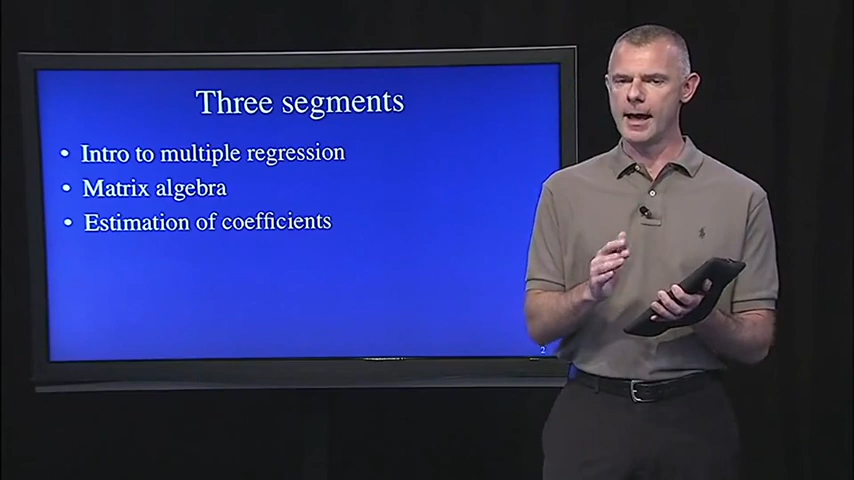 Three segments
• Intro to multiple regression
• Matrix algebra
• Estimation of coefficients
2